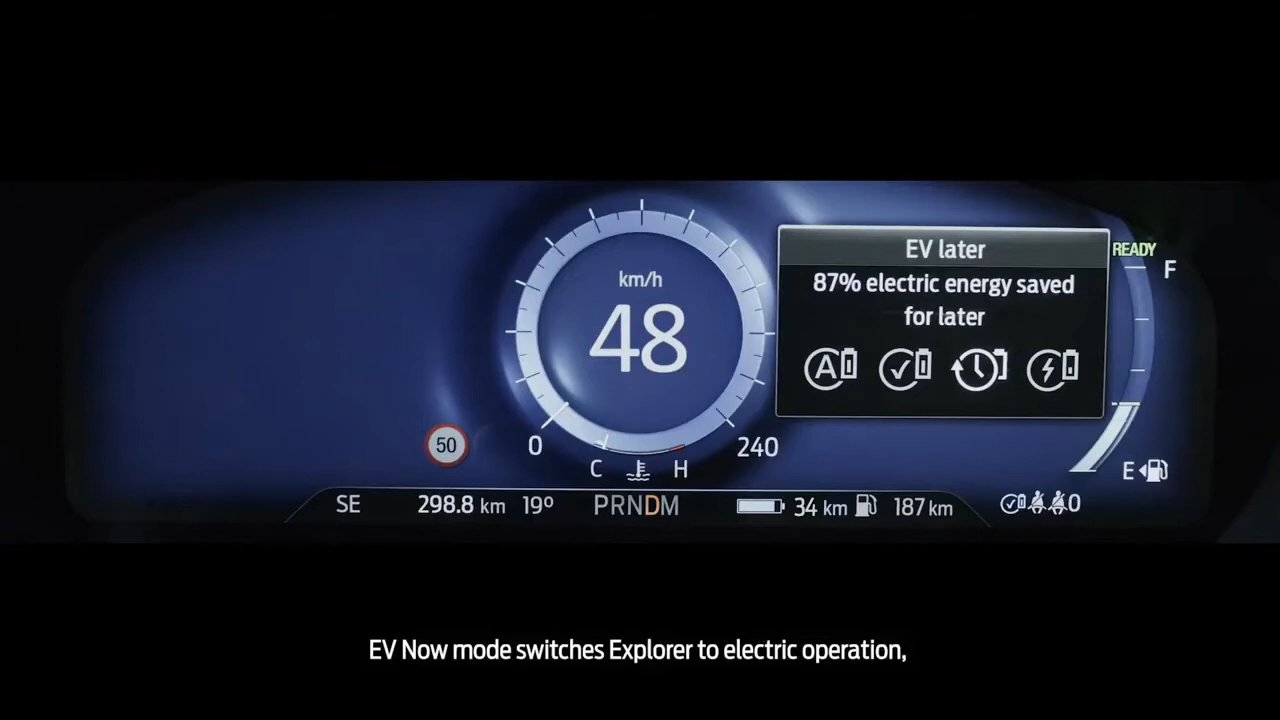 km/h
48
EV later
87% electric energy saved
for later
A
READY
F
50
0
240
C
H
E
SE 298.8 km 19º PRNDM 34 km 187 km 0
EV Now mode switches Explorer to electric operation,